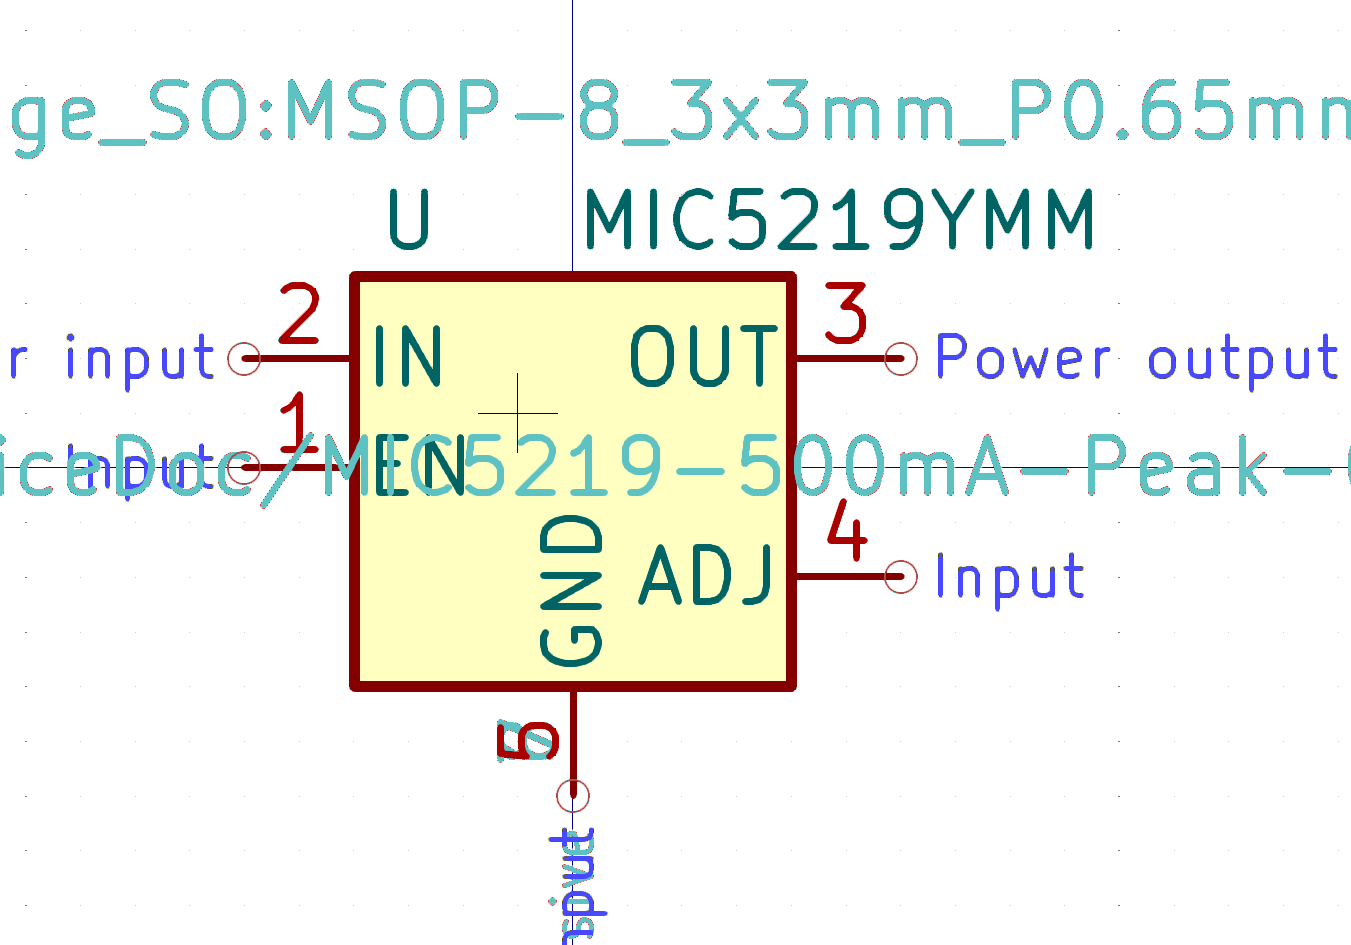 ge_SO:MSOP-8_3x3mm_P0.65mm
U MIC5219YMM
2 3
r input IN OUT Power output
1
Input EN
iceDoc/MIC5219-500mA-Peak-
4
GND ADJ Input
5
input